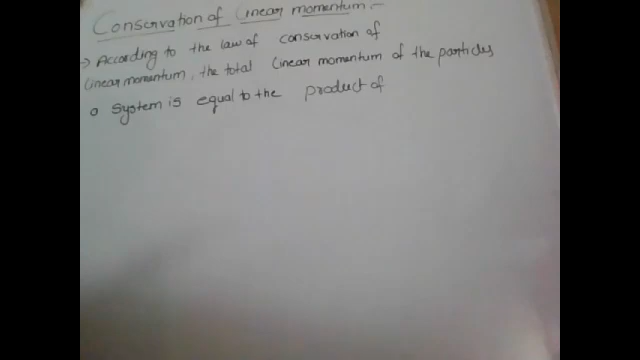 Conservation of Linear momentum :-
→ According to the law of conservation of
Linear momentum, the total Linear momentum of the particles
o System is equal to the product of